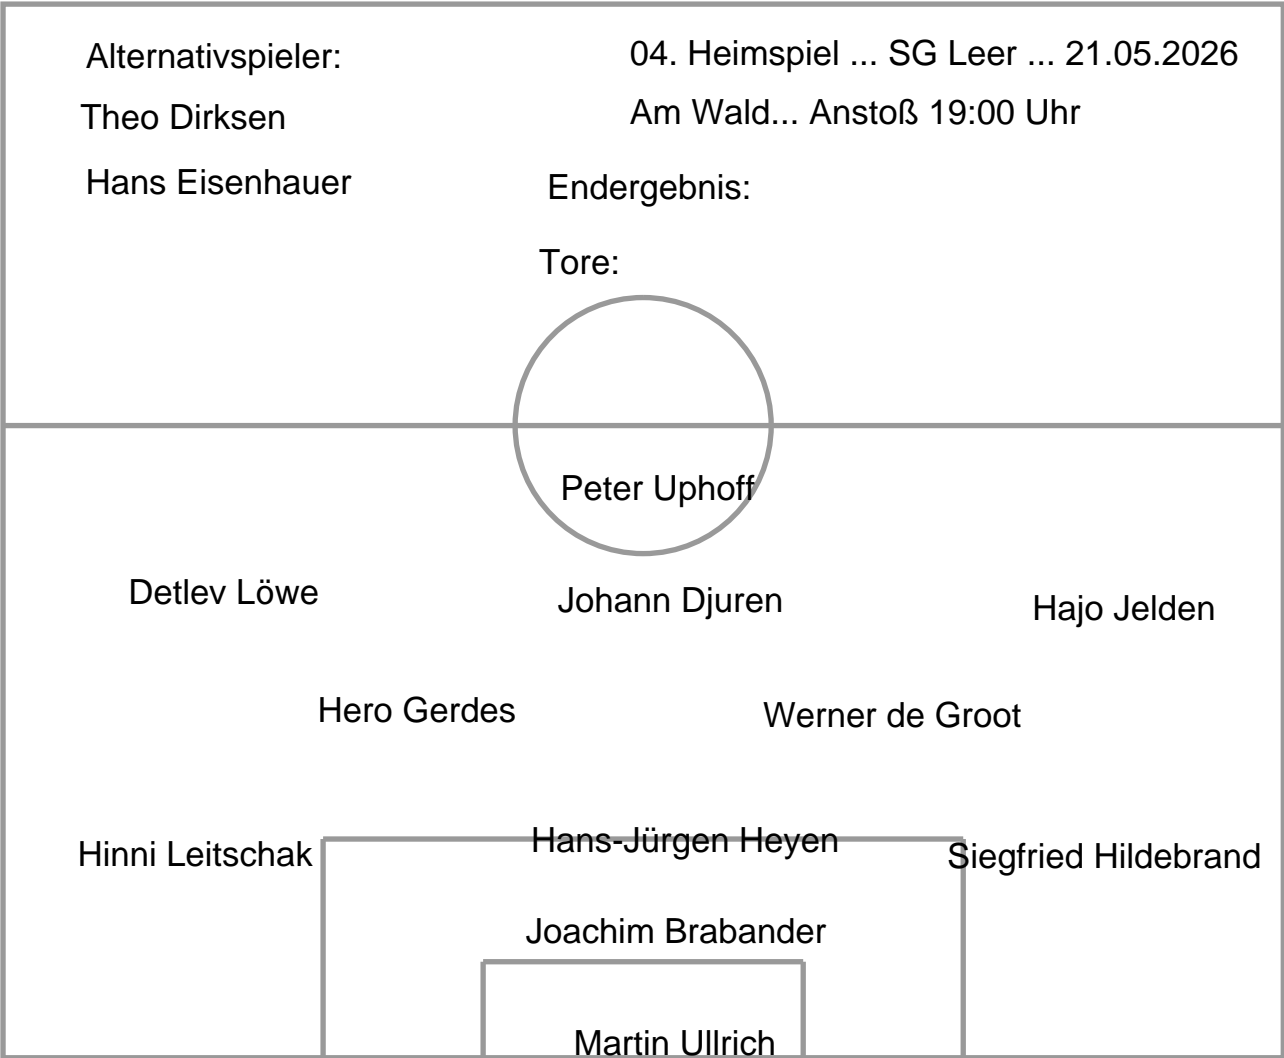 Alternativspieler:
04. Heimspiel ... SG Leer ... 21.05.2026
Theo Dirksen
Am Wald... Anstoß 19:00 Uhr
Hans Eisenhauer
Endergebnis:
Tore:
Peter Uphoff
Detlev Löwe
Johann Djuren
Hajo Jelden
Hero Gerdes
Werner de Groot
Hinni Leitschak
Hans-Jürgen Heyen
Siegfried Hildebrand
Joachim Brabander
Martin Ullrich